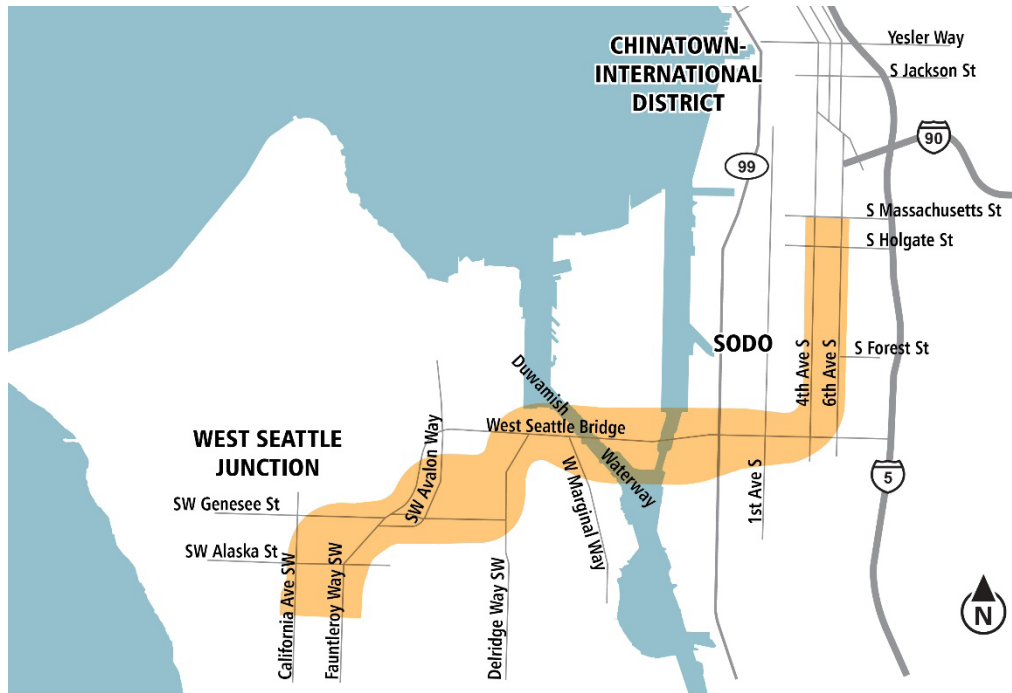 CHINATOWN-
INTERNATIONAL
DISTRICT
Yesler Way
S Jackson St
90
99
S Massachusetts St
S Holgate St
SODO
4th Ave S
6th Ave S
S Forest St
Duwamish
Waterway
West Seattle Bridge
WEST SEATTLE
JUNCTION
SW Avalon Way
SW Genesee St
SW Alaska St
W Marginal Way
1st Ave S
5
California Ave SW
Fauntleroy Way SW
Delridge Way SW
N